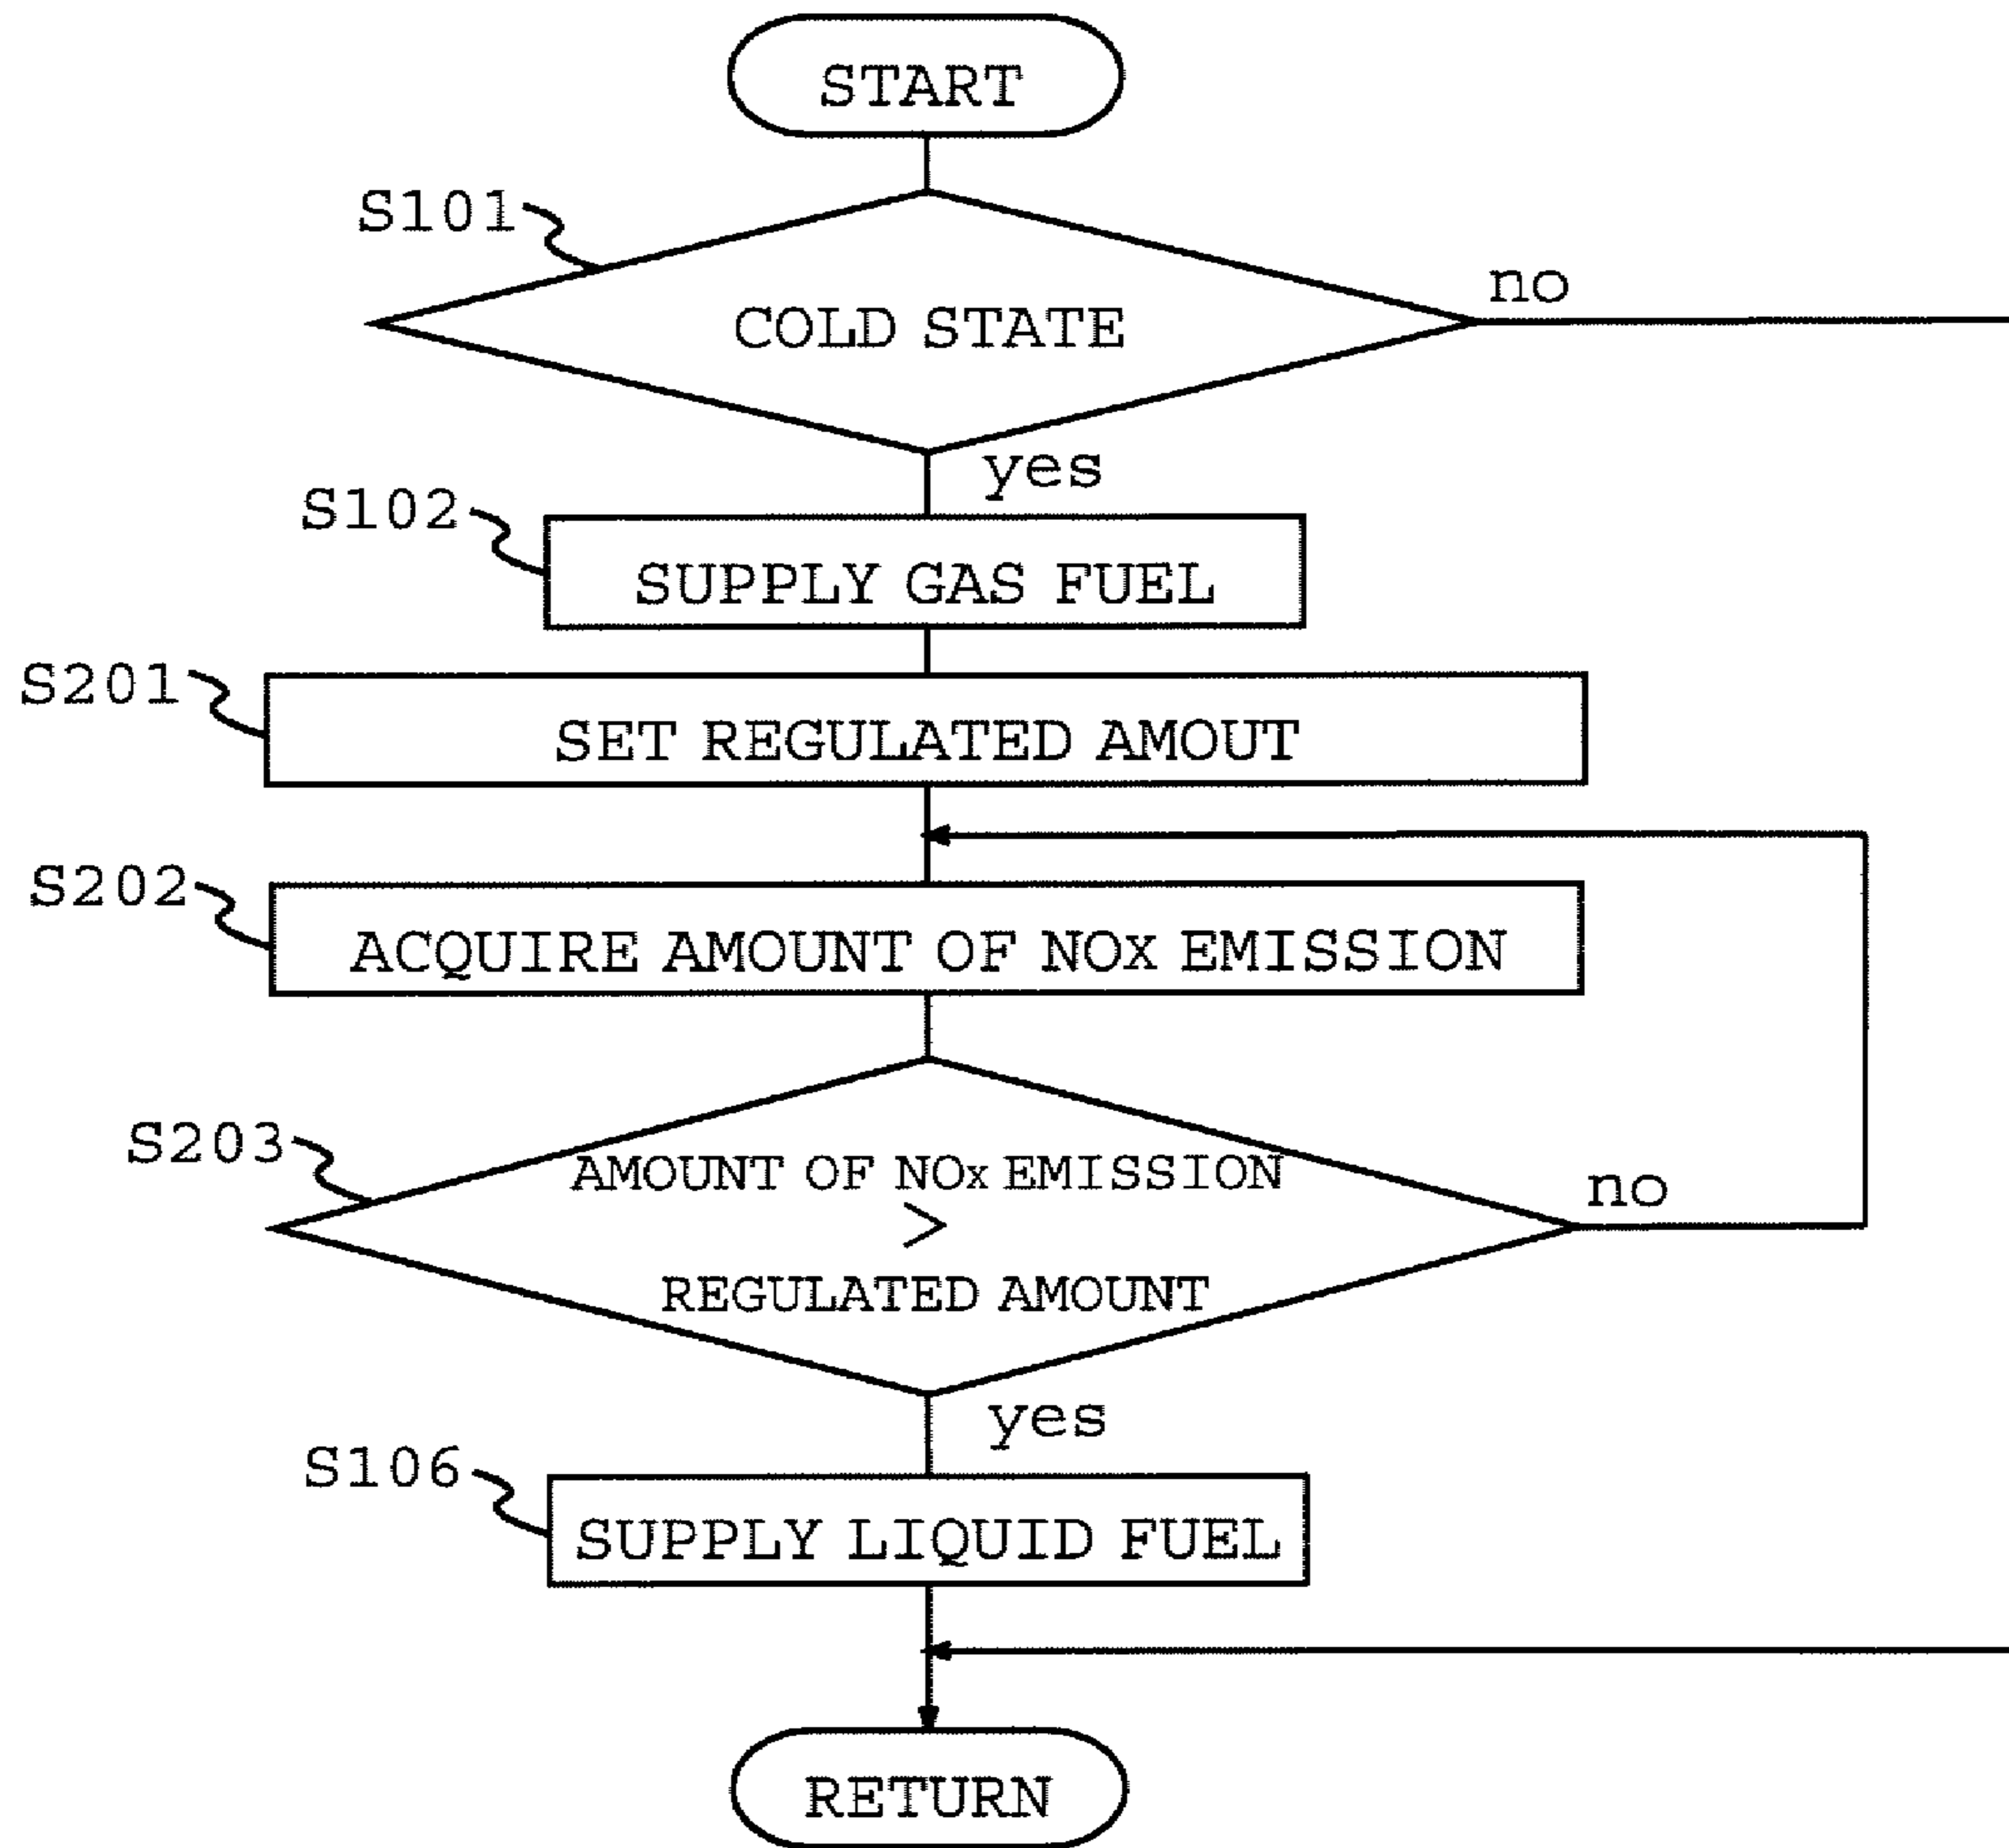 START
S101
COLD STATE
no
yes
S102
SUPPLY GAS FUEL
S201
SET REGULATED AMOUT
S202
ACQUIRE AMOUNT OF NOx EMISSION
S203
AMOUNT OF NOx EMISSION
>
REGULATED AMOUNT
no
yes
S106
SUPPLY LIQUID FUEL
RETURN